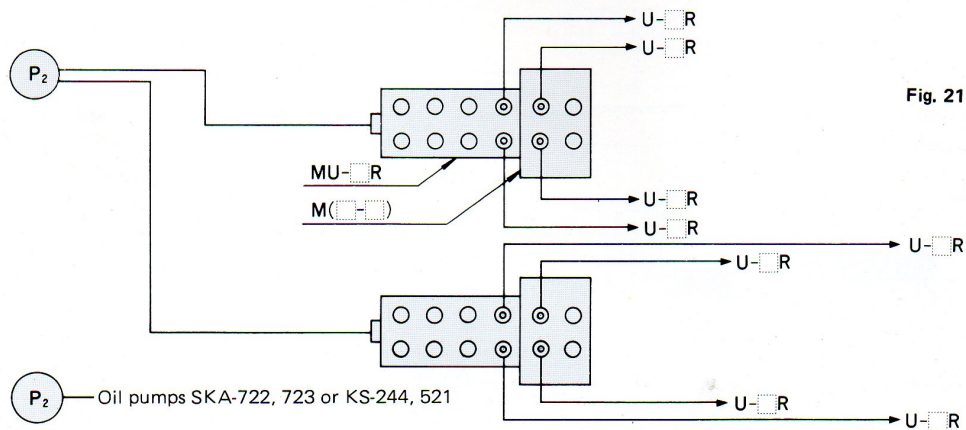 U-□R
U-□R
P₂
Fig. 21
MU-□R
M(□-□)
U-□R
U-□R
U-□R
U-□R
U-□R
U-□R
P₂ Oil pumps SKA-722, 723 or KS-244, 521